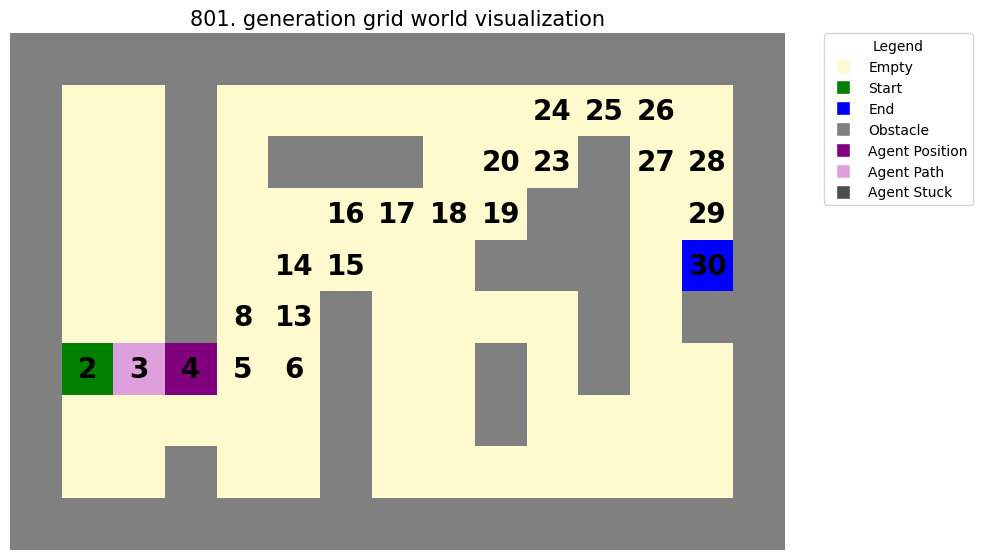 801. generation grid world visualization
24 25 26
20 23 27 28
16 17 18 19 29
14 15 30
8 13
2 3 4 5 6
Legend
Empty
Start
End
Obstacle
Agent Position
Agent Path
Agent Stuck